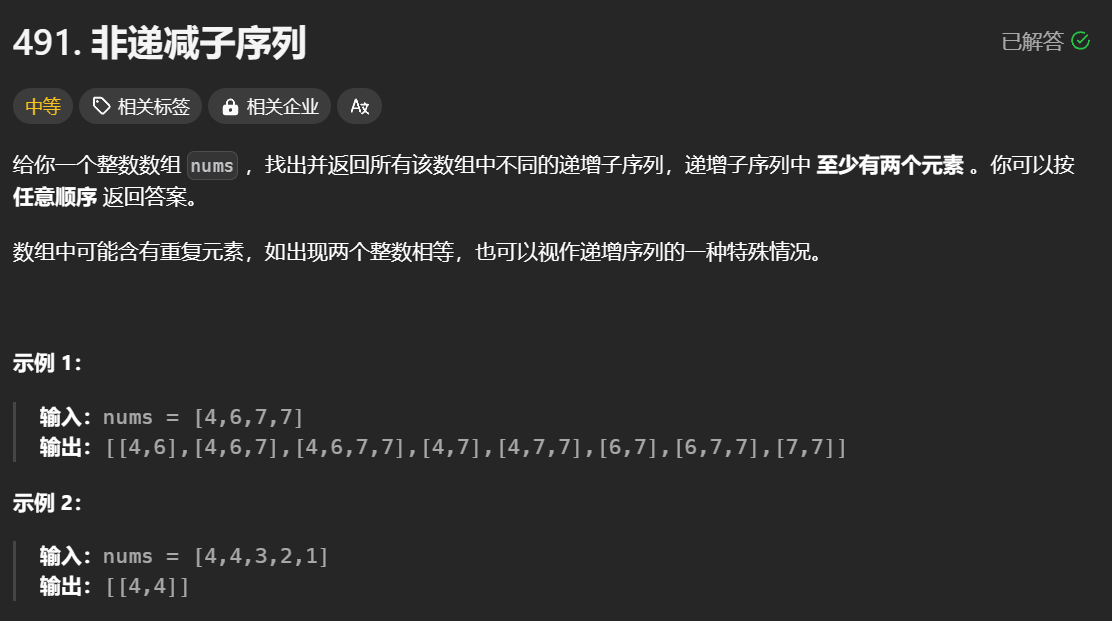 491. 非递减子序列
已解答
中等 相关标签 相关企业 Aх
给你一个整数数组 nums ，找出并返回所有该数组中不同的递增子序列，递增子序列中 至少有两个元素 。你可以按
任意顺序 返回答案。
数组中可能含有重复元素，如出现两个整数相等，也可以视作递增序列的一种特殊情况。
示例 1：
输入：nums = [4,6,7,7]
输出：[[4,6],[4,6,7],[4,6,7,7],[4,7],[4,7,7],[6,7],[6,7,7],[7,7]]
示例 2：
输入：nums = [4,4,3,2,1]
输出：[[4,4]]